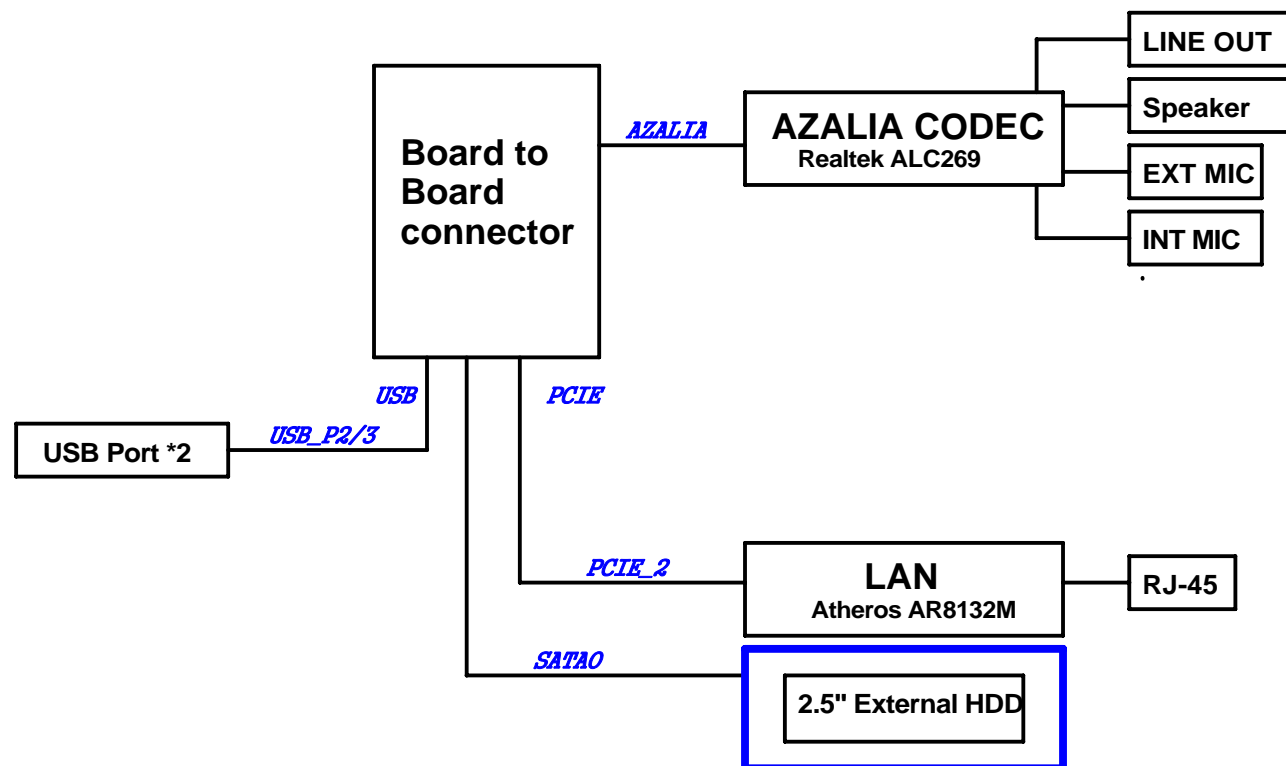 LINE OUT
Speaker
EXT MIC
INT MIC
AZALIA CODEC
Realtek ALC269
AZALIA
Board to
Board
connector
USB
PCIE
USB_P2/3
USB Port *2
PCIE_2
LAN
Atheros AR8132M
RJ-45
SATA0
2.5" External HDD